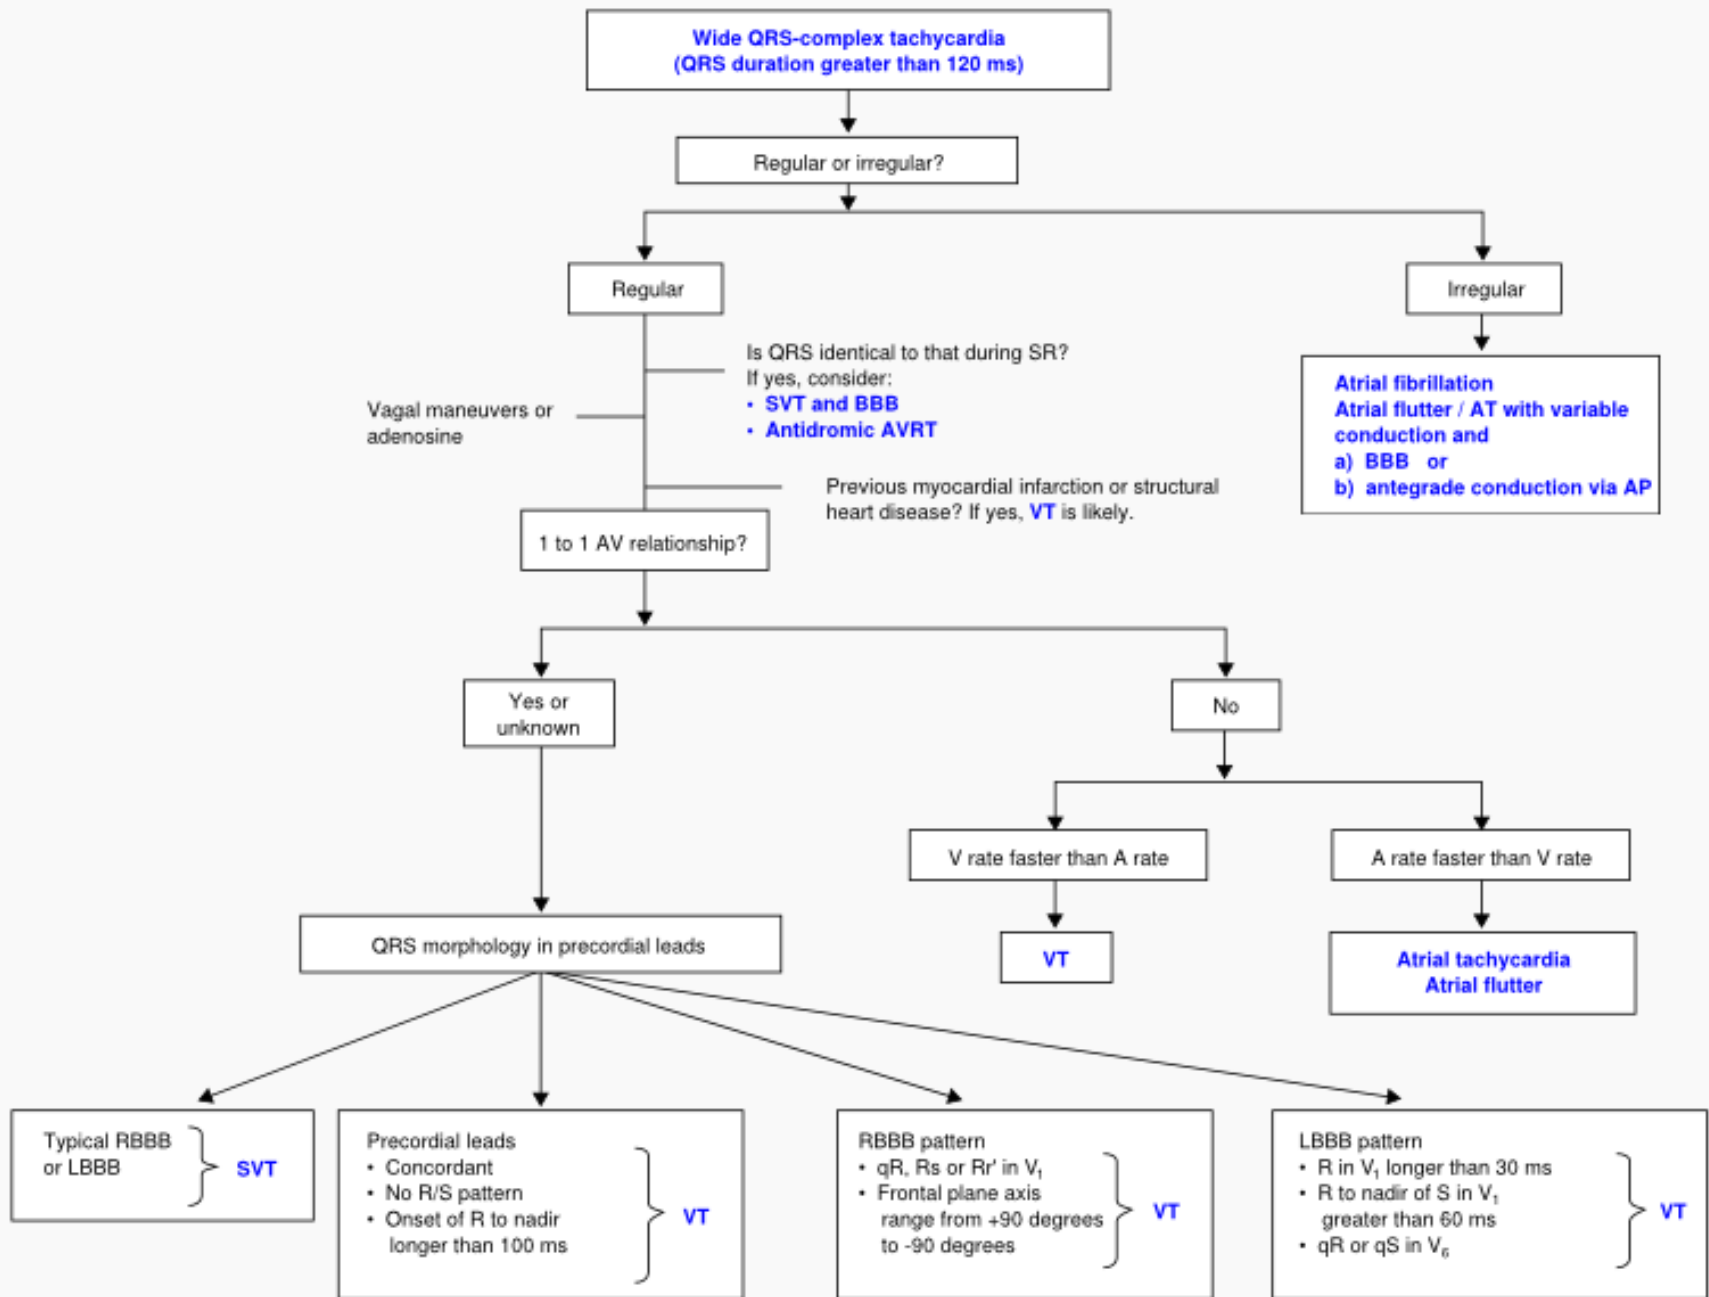 Wide QRS-complex tachycardia
(QRS duration greater than 120 ms)
Regular or irregular?
Regular
Irregular
Is QRS identical to that during SR?
If yes, consider:
• SVT and BBB
• Antidromic AVRT
Vagal maneuvers or
adenosine
Previous myocardial infarction or structural
heart disease? If yes, VT is likely.
Atrial fibrillation
Atrial flutter / AT with variable
conduction and
a) BBB or
b) antegrade conduction via AP
1 to 1 AV relationship?
Yes or
unknown
No
V rate faster than A rate
A rate faster than V rate
VT
Atrial tachycardia
Atrial flutter
QRS morphology in precordial leads
Typical RBBB
or LBBB
SVT
Precordial leads
• Concordant
• No R/S pattern
• Onset of R to nadir
longer than 100 ms
VT
RBBB pattern
• qR, Rs or Rr' in V₁
• Frontal plane axis
range from +90 degrees
to -90 degrees
VT
LBBB pattern
• R in V₁ longer than 30 ms
• R to nadir of S in V₁
greater than 60 ms
• qR or qS in V₆
VT